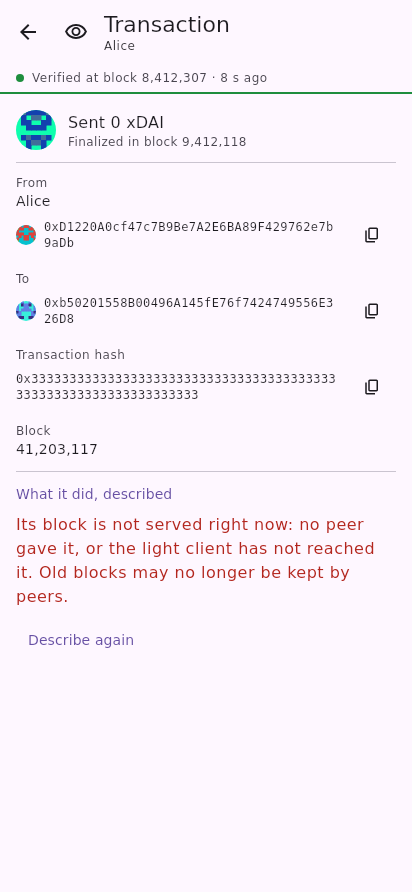 Transaction
Alice
Verified at block 8,412,307 · 8 s ago
Sent 0 xDAI
Finalized in block 9,412,118
From
Alice
0xD1220A0cf47c7B9Be7A2E6BA89F429762e7b
9aDb
To
0xb50201558B00496A145fE76f7424749556E3
26D8
Transaction hash
0x33333333333333333333333333333333333333
333333333333333333333333
Block
41,203,117
What it did, described
Its block is not served right now: no peer
gave it, or the light client has not reached
it. Old blocks may no longer be kept by
peers.
Describe again